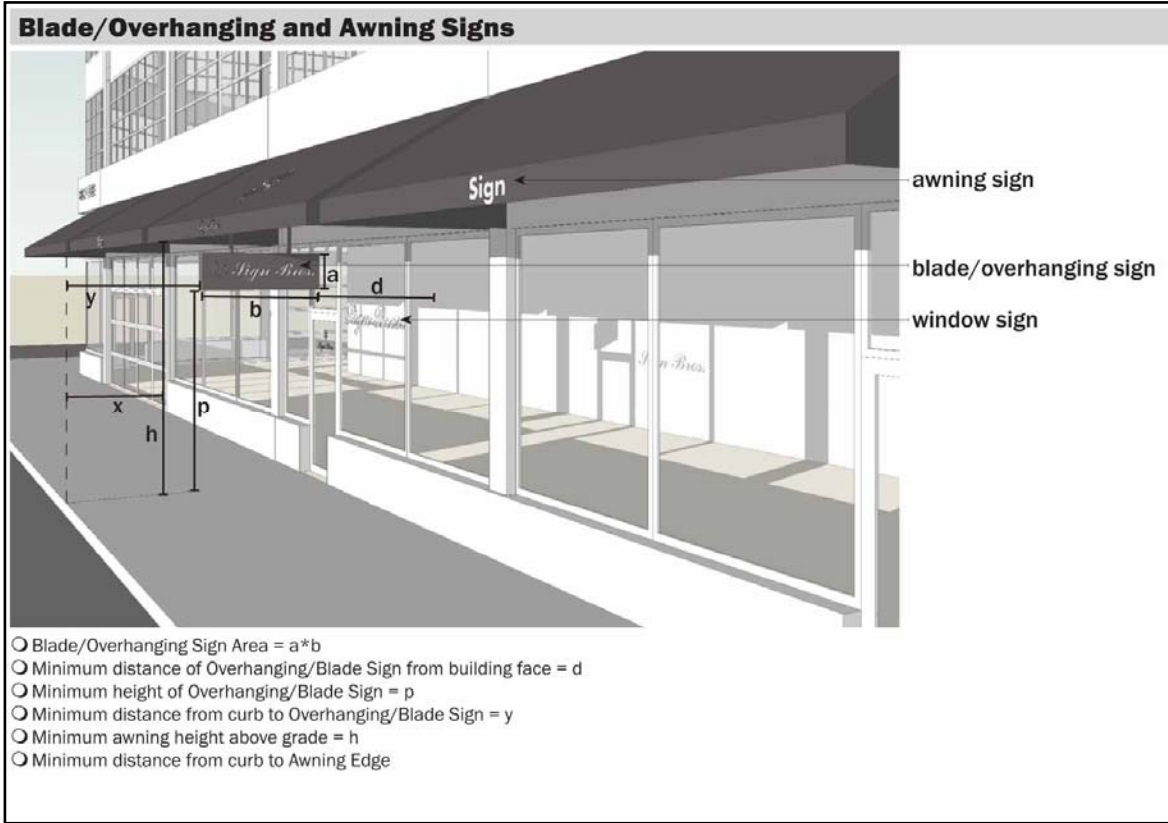 Blade/Overhanging and Awning Signs
Sign
awning sign
Sign Bros.
a
blade/overhanging sign
y
b
d
window sign
Sign Bros.
x
p
h
Blade/Overhanging Sign Area = a*b
Minimum distance of Overhanging/Blade Sign from building face = d
Minimum height of Overhanging/Blade Sign = p
Minimum distance from curb to Overhanging/Blade Sign = y
Minimum awning height above grade = h
Minimum distance from curb to Awning Edge